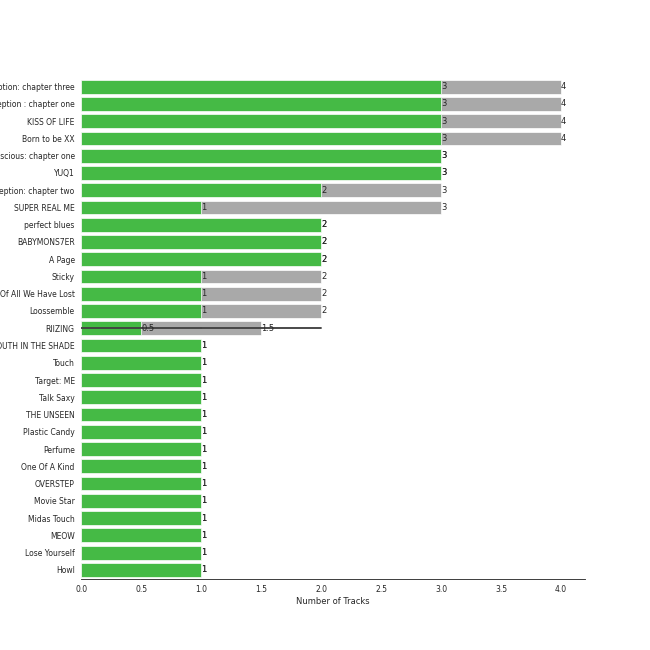 chapter three 3 4
chapter one 3 4
KISS OF LIFE 3 4
Born to be XX 3 4
chapter one 3
YUQ1 3
chapter two 2 3
SUPER REAL ME 1 3
perfect blues 2
BABYMONS7ER 2
A Page 2
Sticky 1 2
Of All We Have Lost 1 2
Loossemble 1 2
RIIZING 0.5 1.5
IN THE SHADE 1
Touch 1
Target: ME 1
Talk Saxy 1
THE UNSEEN 1
Plastic Candy 1
Perfume 1
One Of A Kind 1
OVERSTEP 1
Movie Star 1
Midas Touch 1
MEOW 1
Lose Yourself 1
Howl 1
0.0 0.5 1.0 1.5 2.0 2.5 3.0 3.5 4.0
Number of Tracks